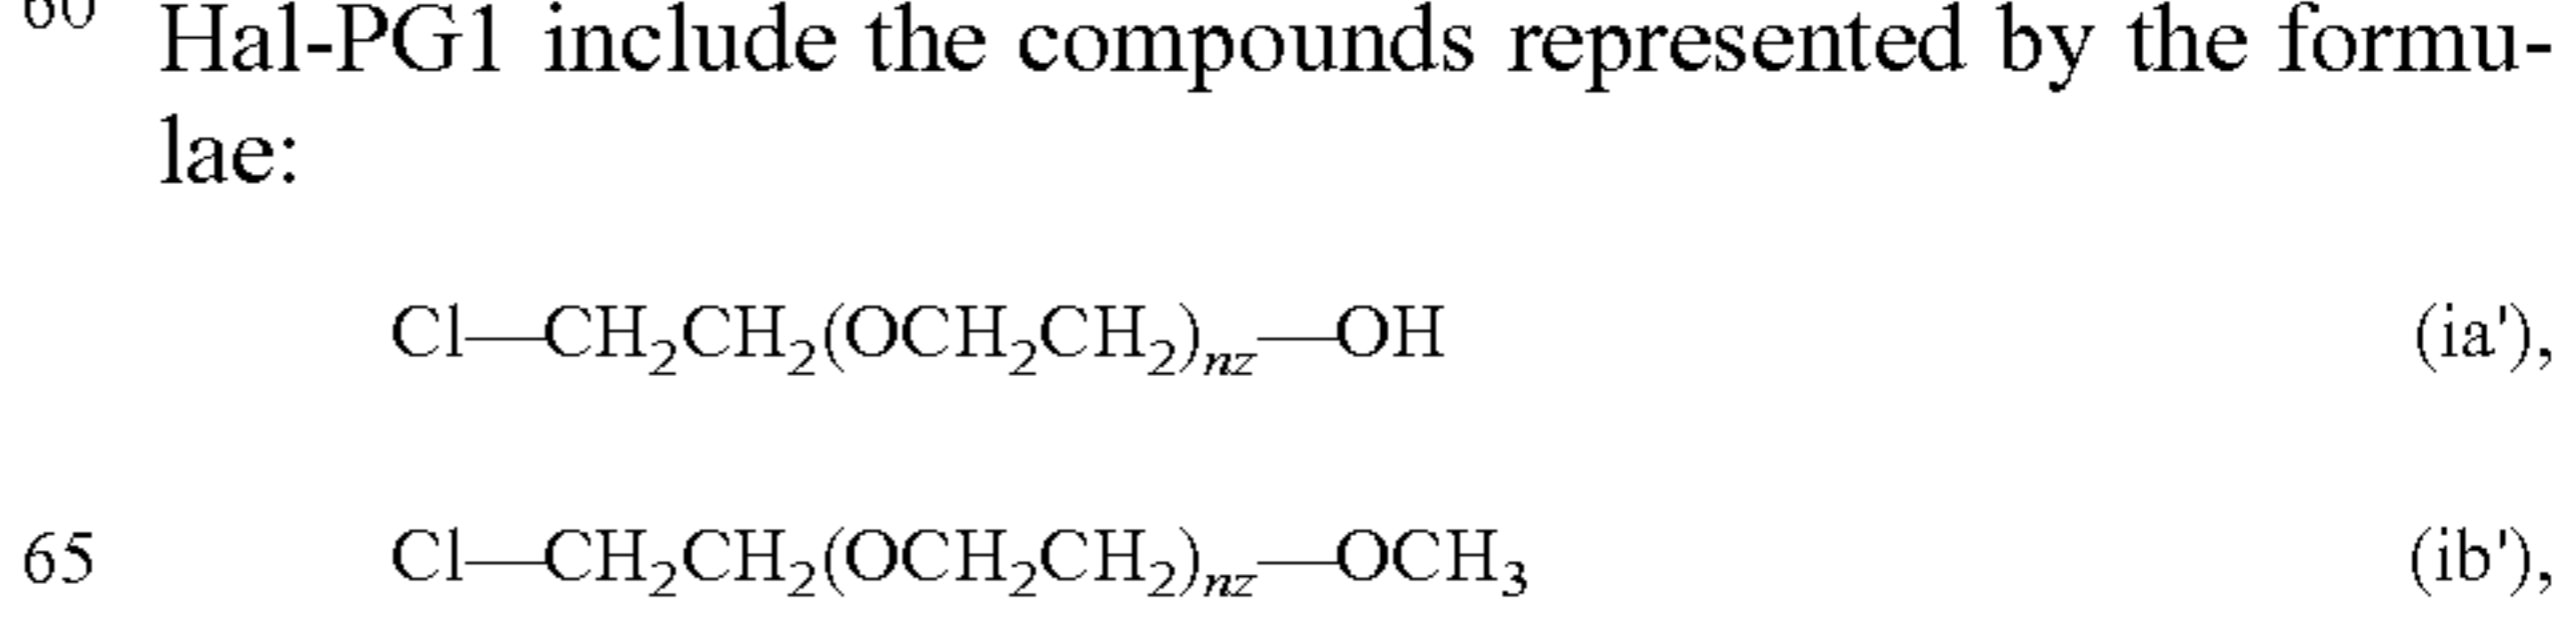 60 Hal-PG1 include the compounds represented by the formu-
lae:
Cl—CH₂CH₂(OCH₂CH₂)ₙz—OH (ia'),
65 Cl—CH₂CH₂(OCH₂CH₂)ₙz—OCH₃ (ib'),